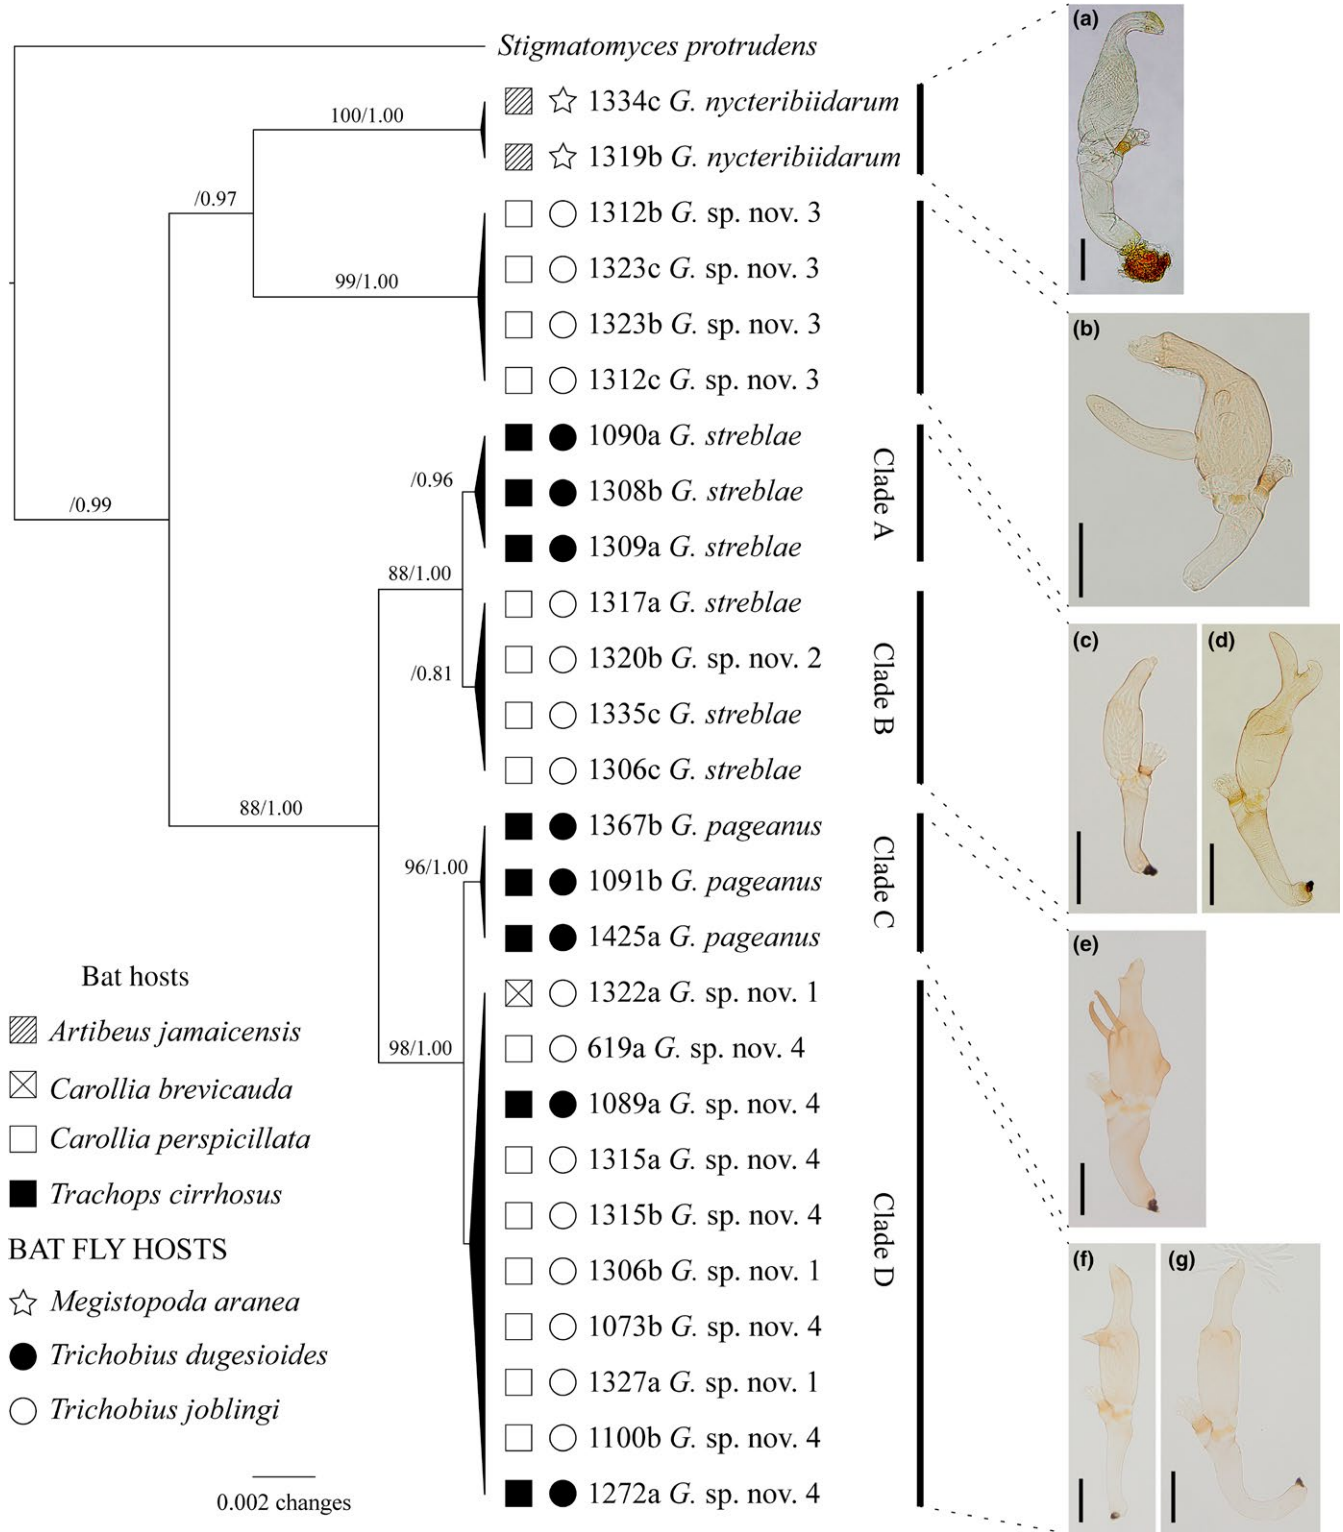 Stigmatomyces protrudens
100/1.00
1334c G. nycteribiidarum
1319b G. nycteribiidarum
/0.97
1312b G. sp. nov. 3
1323c G. sp. nov. 3
99/1.00
1323b G. sp. nov. 3
1312c G. sp. nov. 3
/0.99
1090a G. streblae
/0.96
1308b G. streblae
1309a G. streblae
Clade A
88/1.00
1317a G. streblae
1320b G. sp. nov. 2
/0.81
1335c G. streblae
1306c G. streblae
Clade B
88/1.00
1367b G. pageanus
96/1.00
1091b G. pageanus
1425a G. pageanus
Clade C
1322a G. sp. nov. 1
98/1.00
619a G. sp. nov. 4
1089a G. sp. nov. 4
1315a G. sp. nov. 4
1315b G. sp. nov. 4
1306b G. sp. nov. 1
1073b G. sp. nov. 4
1327a G. sp. nov. 1
1100b G. sp. nov. 4
1272a G. sp. nov. 4
Clade D
Bat hosts
Artibeus jamaicensis
Carollia brevicauda
Carollia perspicillata
Trachops cirrhosus
BAT FLY HOSTS
Megistopoda aranea
Trichobius dugesioides
Trichobius joblingi
0.002 changes
(a)
(b)
(c)
(d)
(e)
(f)
(g)